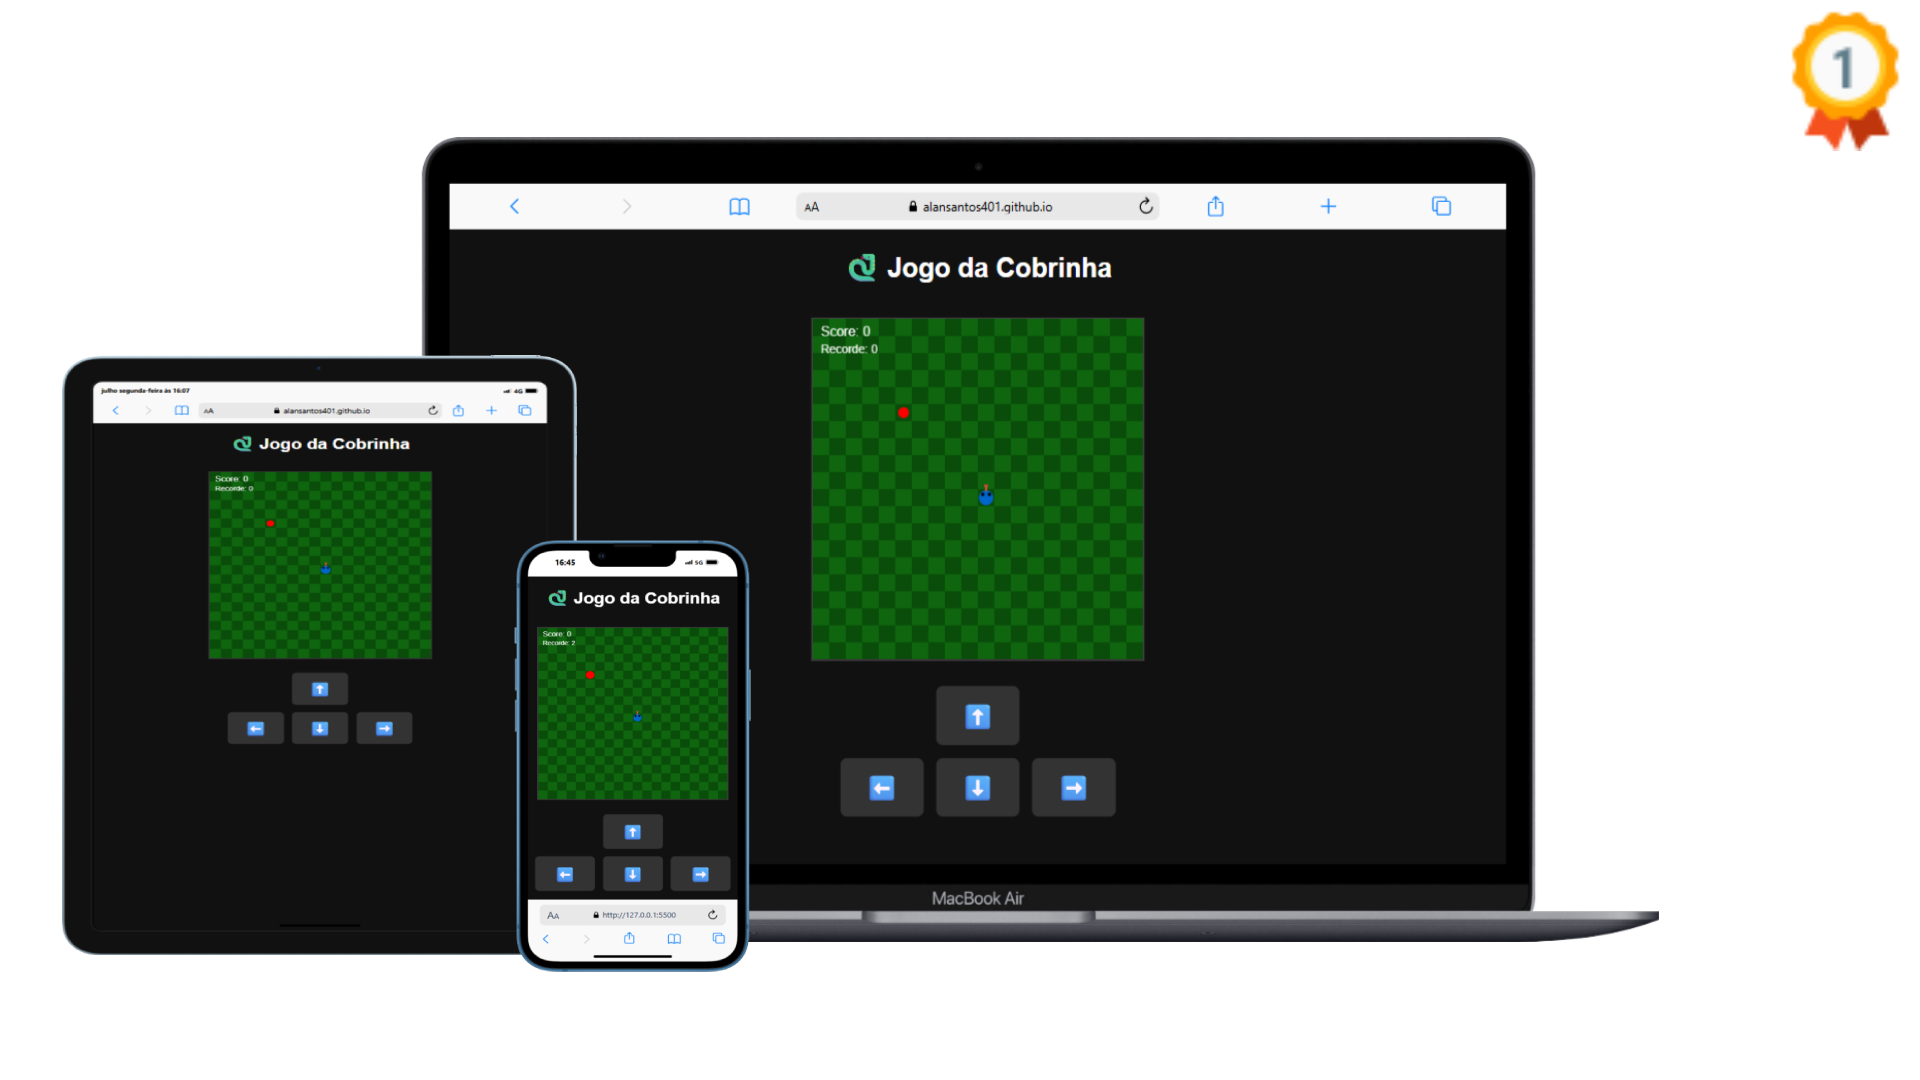 1
AA
alansantos401.github.io
Jogo da Cobrinha
Score: 0
Recorde: 0
MacBook Air
julho segunda-feira às 16:07
4G
AA
alansantos401.github.io
Jogo da Cobrinha
Score: 0
Recorde: 0
16:45
5G
Jogo da Cobrinha
Score: 0
Recorde: 2
AA
http://127.0.0.1:5500